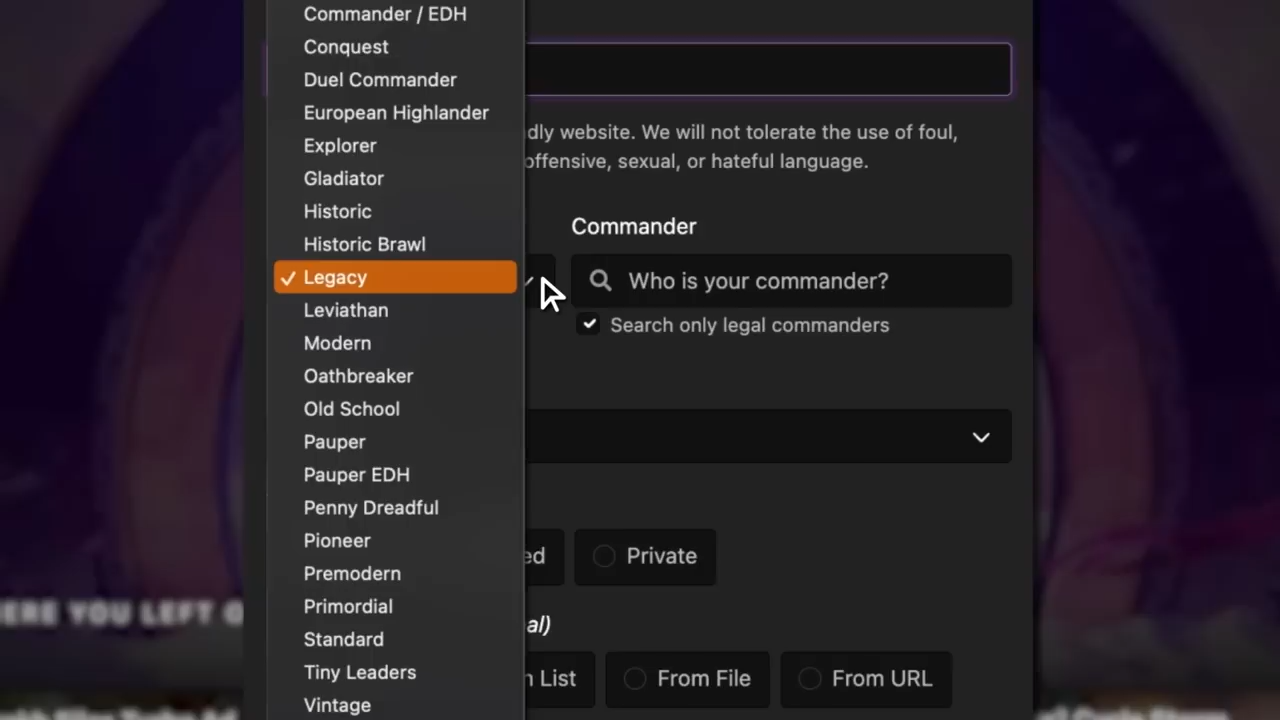 Commander / EDH
Conquest
Duel Commander
European Highlander
Explorer
Gladiator
Historic
Historic Brawl
Legacy
Leviathan
Modern
Oathbreaker
Old School
Pauper
Pauper EDH
Penny Dreadful
Pioneer
Premodern
Primordial
Standard
Tiny Leaders
Vintage
dly website. We will not tolerate the use of foul,
offensive, sexual, or hateful language.
Commander
Who is your commander?
Search only legal commanders
ed
Private
al)
List
From File
From URL
ERE YOU LEFT O